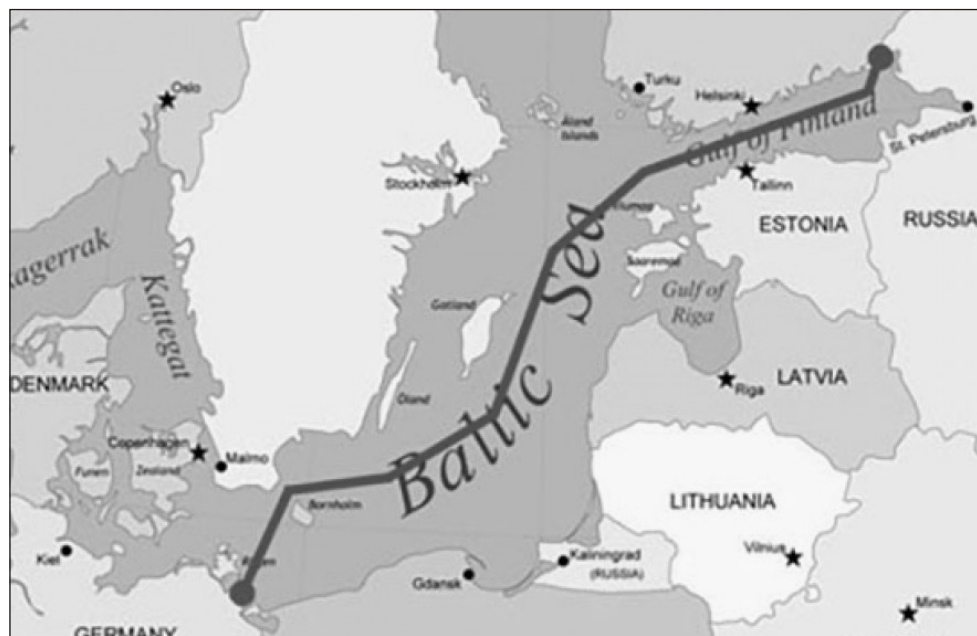 Oslo
Turku
Helsinki
Åland
Islands
Gulf of Finland
St. Petersburg
Stockholm
Tallinn
ESTONIA
RUSSIA
Kattegat
Baltic Sea
Gotland
Gulf of
Riga
DENMARK
Öland
Riga
LATVIA
Copenhagen
Malmo
Funen
Zealand
Bornholm
LITHUANIA
Kiel
Gdansk
Kaliningrad
(RUSSIA)
Vilnius
Minsk
GERMANY